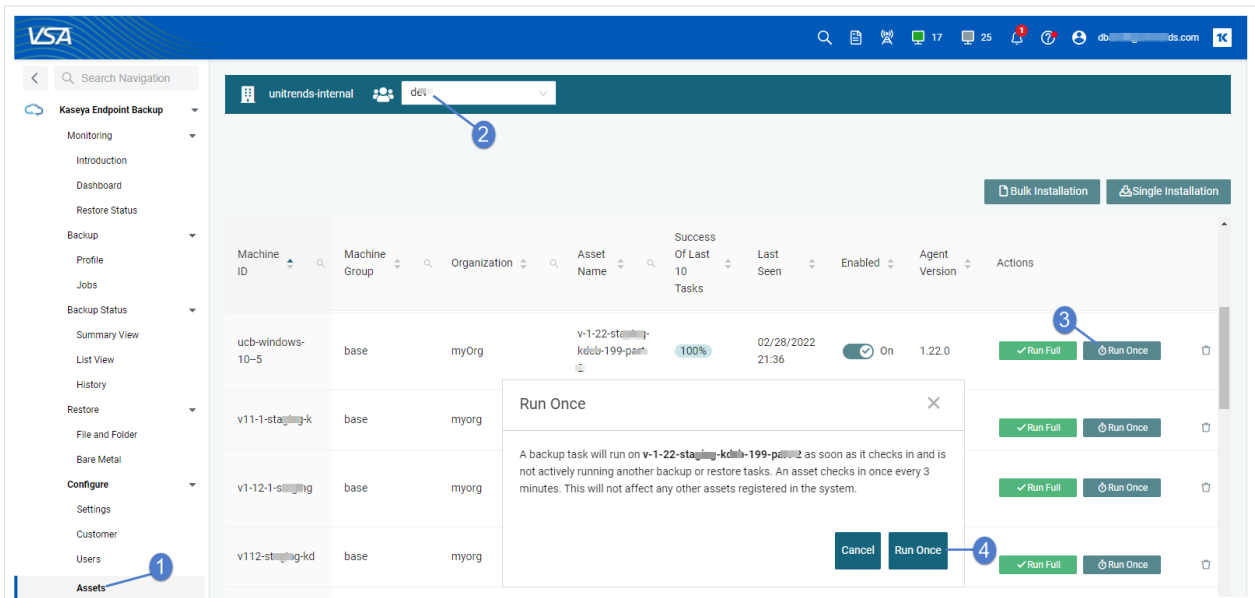 VSA
17
25
1
ds.com
Search Navigation
Kaseya Endpoint Backup
Monitoring
Introduction
Dashboard
Restore Status
Backup
Profile
Jobs
Backup Status
Summary View
List View
History
Restore
File and Folder
Bare Metal
Configure
Settings
Customer
Users
1
Assets
unitrends-internal
2
Bulk Installation
Single Installation
Machine
ID
Machine
Group
Organization
Asset
Name
Success
Of Last
10
Tasks
Last
Seen
Enabled
Agent
Version
Actions
3
ucb-windows-
10--5
base
myOrg
100%
02/28/2022
21:36
On
1.22.0
Run Full
Run Once
base
myorg
Run Full
Run Once
base
myorg
Run Full
Run Once
base
myorg
Run Full
Run Once
Run Once
A backup task will run on as soon as it checks in and is
not actively running another backup or restore tasks. An asset checks in once every 3
minutes. This will not affect any other assets registered in the system.
Cancel
Run Once
4